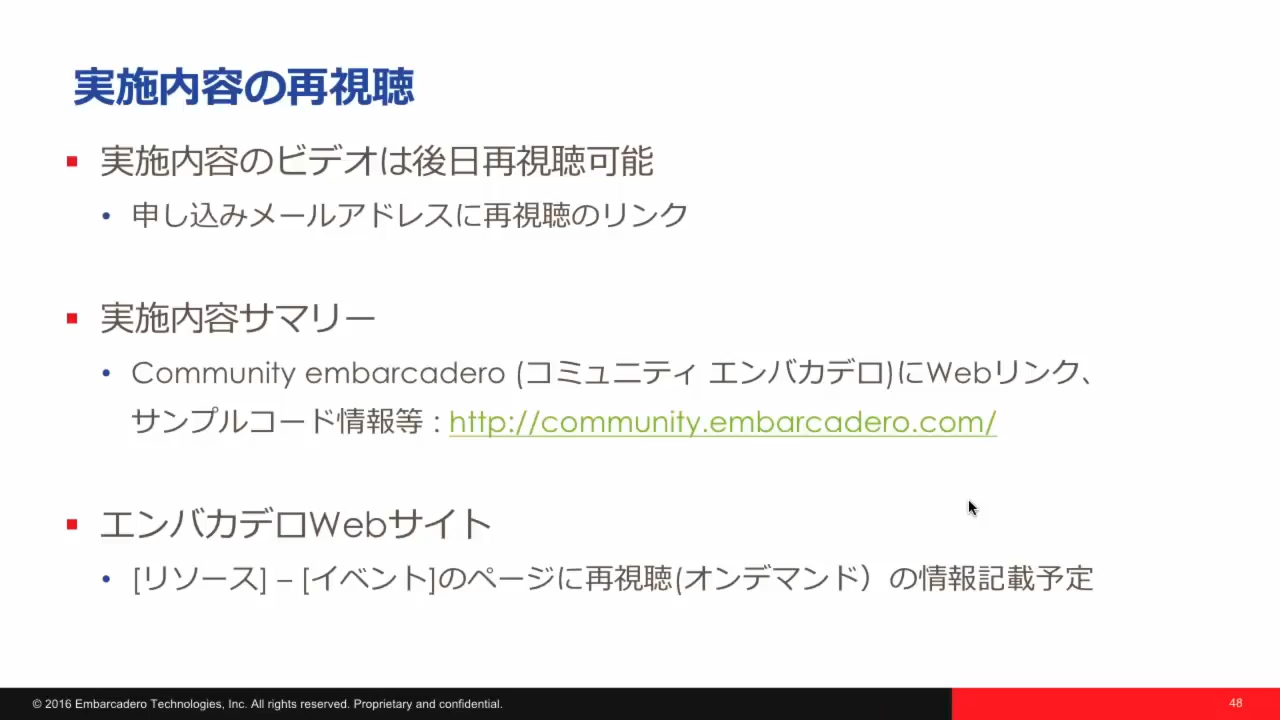 実施内容の再視聴
実施内容のビデオは後日再視聴可能
申し込みメールアドレスに再視聴のリンク
実施内容サマリー
Community embarcadero (コミュニティ エンバカデロ)にWebリンク、
サンプルコード情報等 : http://community.embarcadero.com/
エンバカデロWebサイト
[リソース] – [イベント]のページに再視聴(オンデマンド）の情報記載予定
© 2016 Embarcadero Technologies, Inc. All rights reserved. Proprietary and confidential.
48